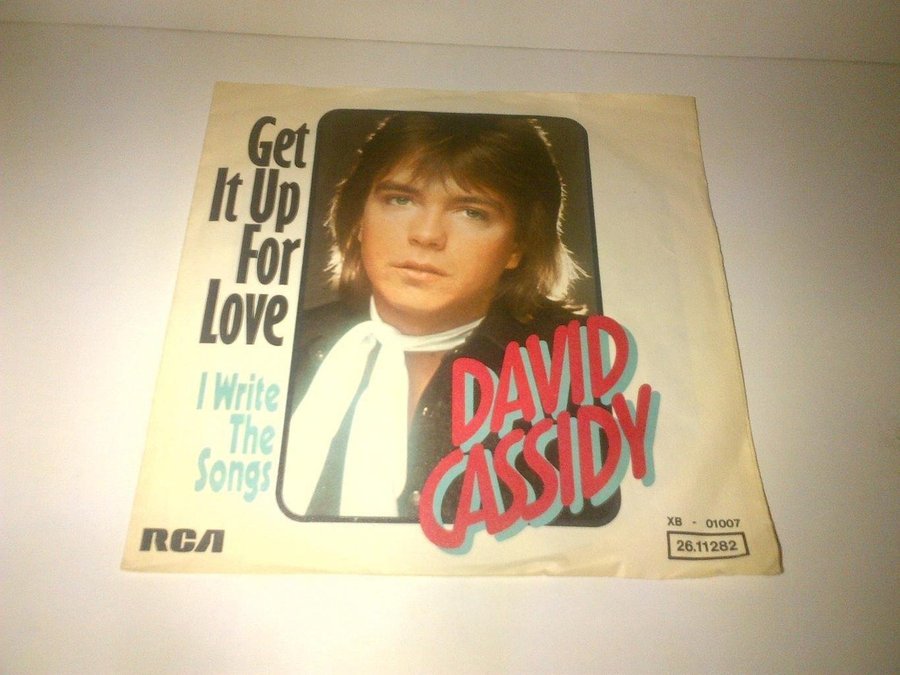 Get
It Up
For
Love
I Write
The
Songs
DAVID
CASSIDY
RCA
XB - 01007
26.11282